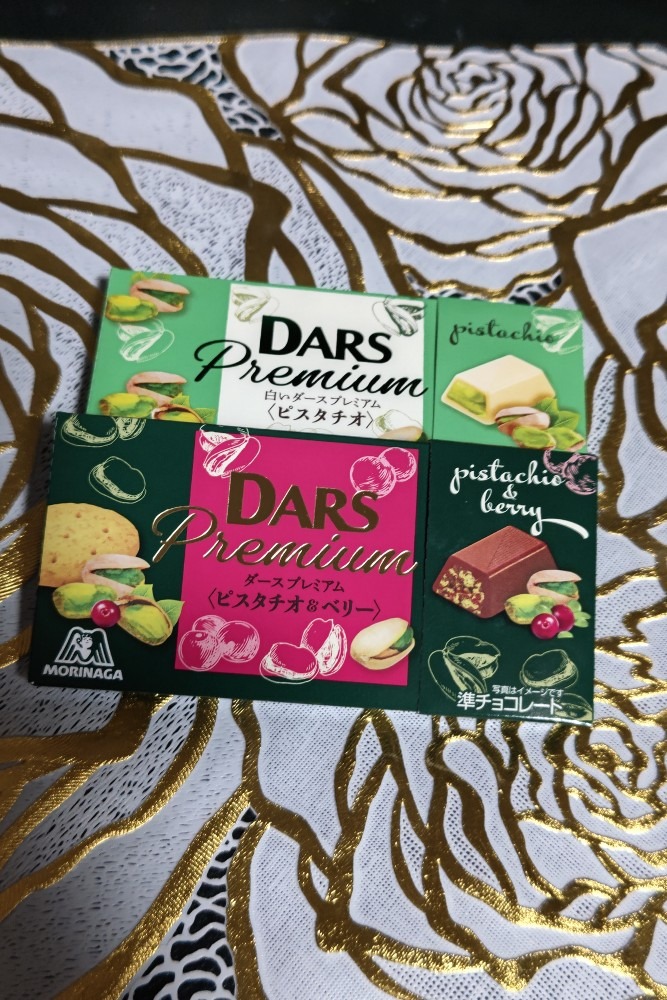 DARS
Premium
白いダースプレミアム
〈ピスタチオ〉
pistachio
DARS
Premium
ダースプレミアム
〈ピスタチオ&ベリー〉
MORINAGA
pistachio
&
berry
写真はイメージです
準チョコレート